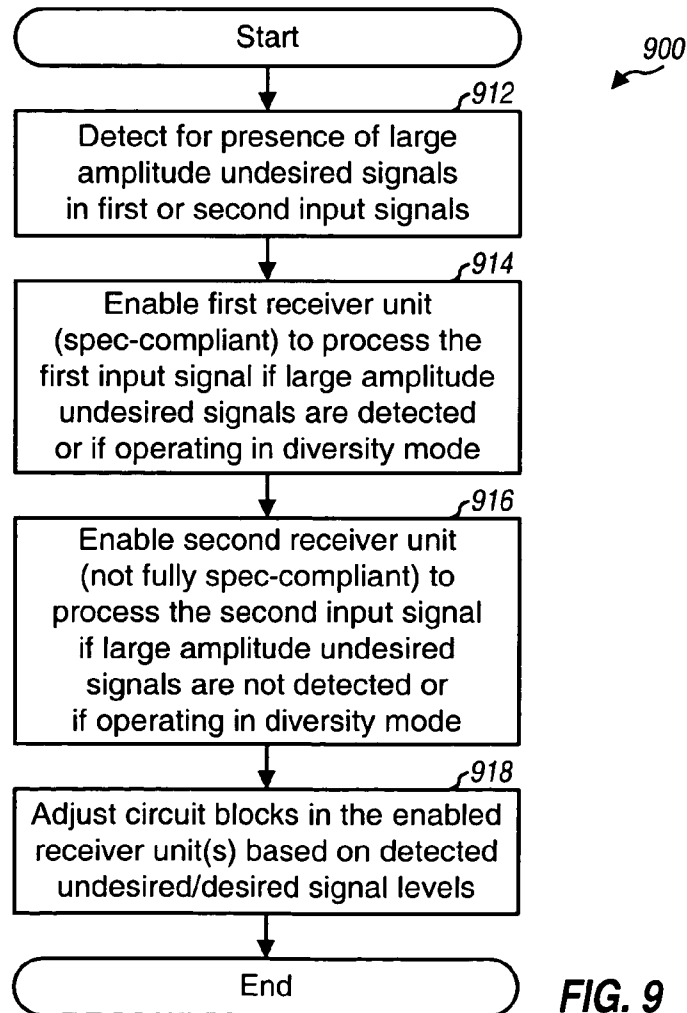 Start
900
912
Detect for presence of large
amplitude undesired signals
in first or second input signals
914
Enable first receiver unit
(spec-compliant) to process the
first input signal if large amplitude
undesired signals are detected
or if operating in diversity mode
916
Enable second receiver unit
(not fully spec-compliant) to
process the second input signal
if large amplitude undesired
signals are not detected or
if operating in diversity mode
918
Adjust circuit blocks in the enabled
receiver unit(s) based on detected
undesired/desired signal levels
End
FIG. 9